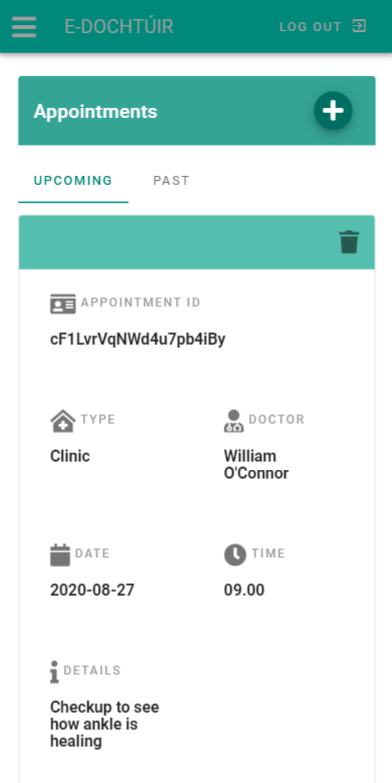 E-DOCHTÚIR LOG OUT
Appointments
UPCOMING PAST
APPOINTMENT ID
cF1LvrVqNWd4u7pb4iBy
TYPE DOCTOR
Clinic William
O'Connor
DATE TIME
2020-08-27 09.00
DETAILS
Checkup to see
how ankle is
healing